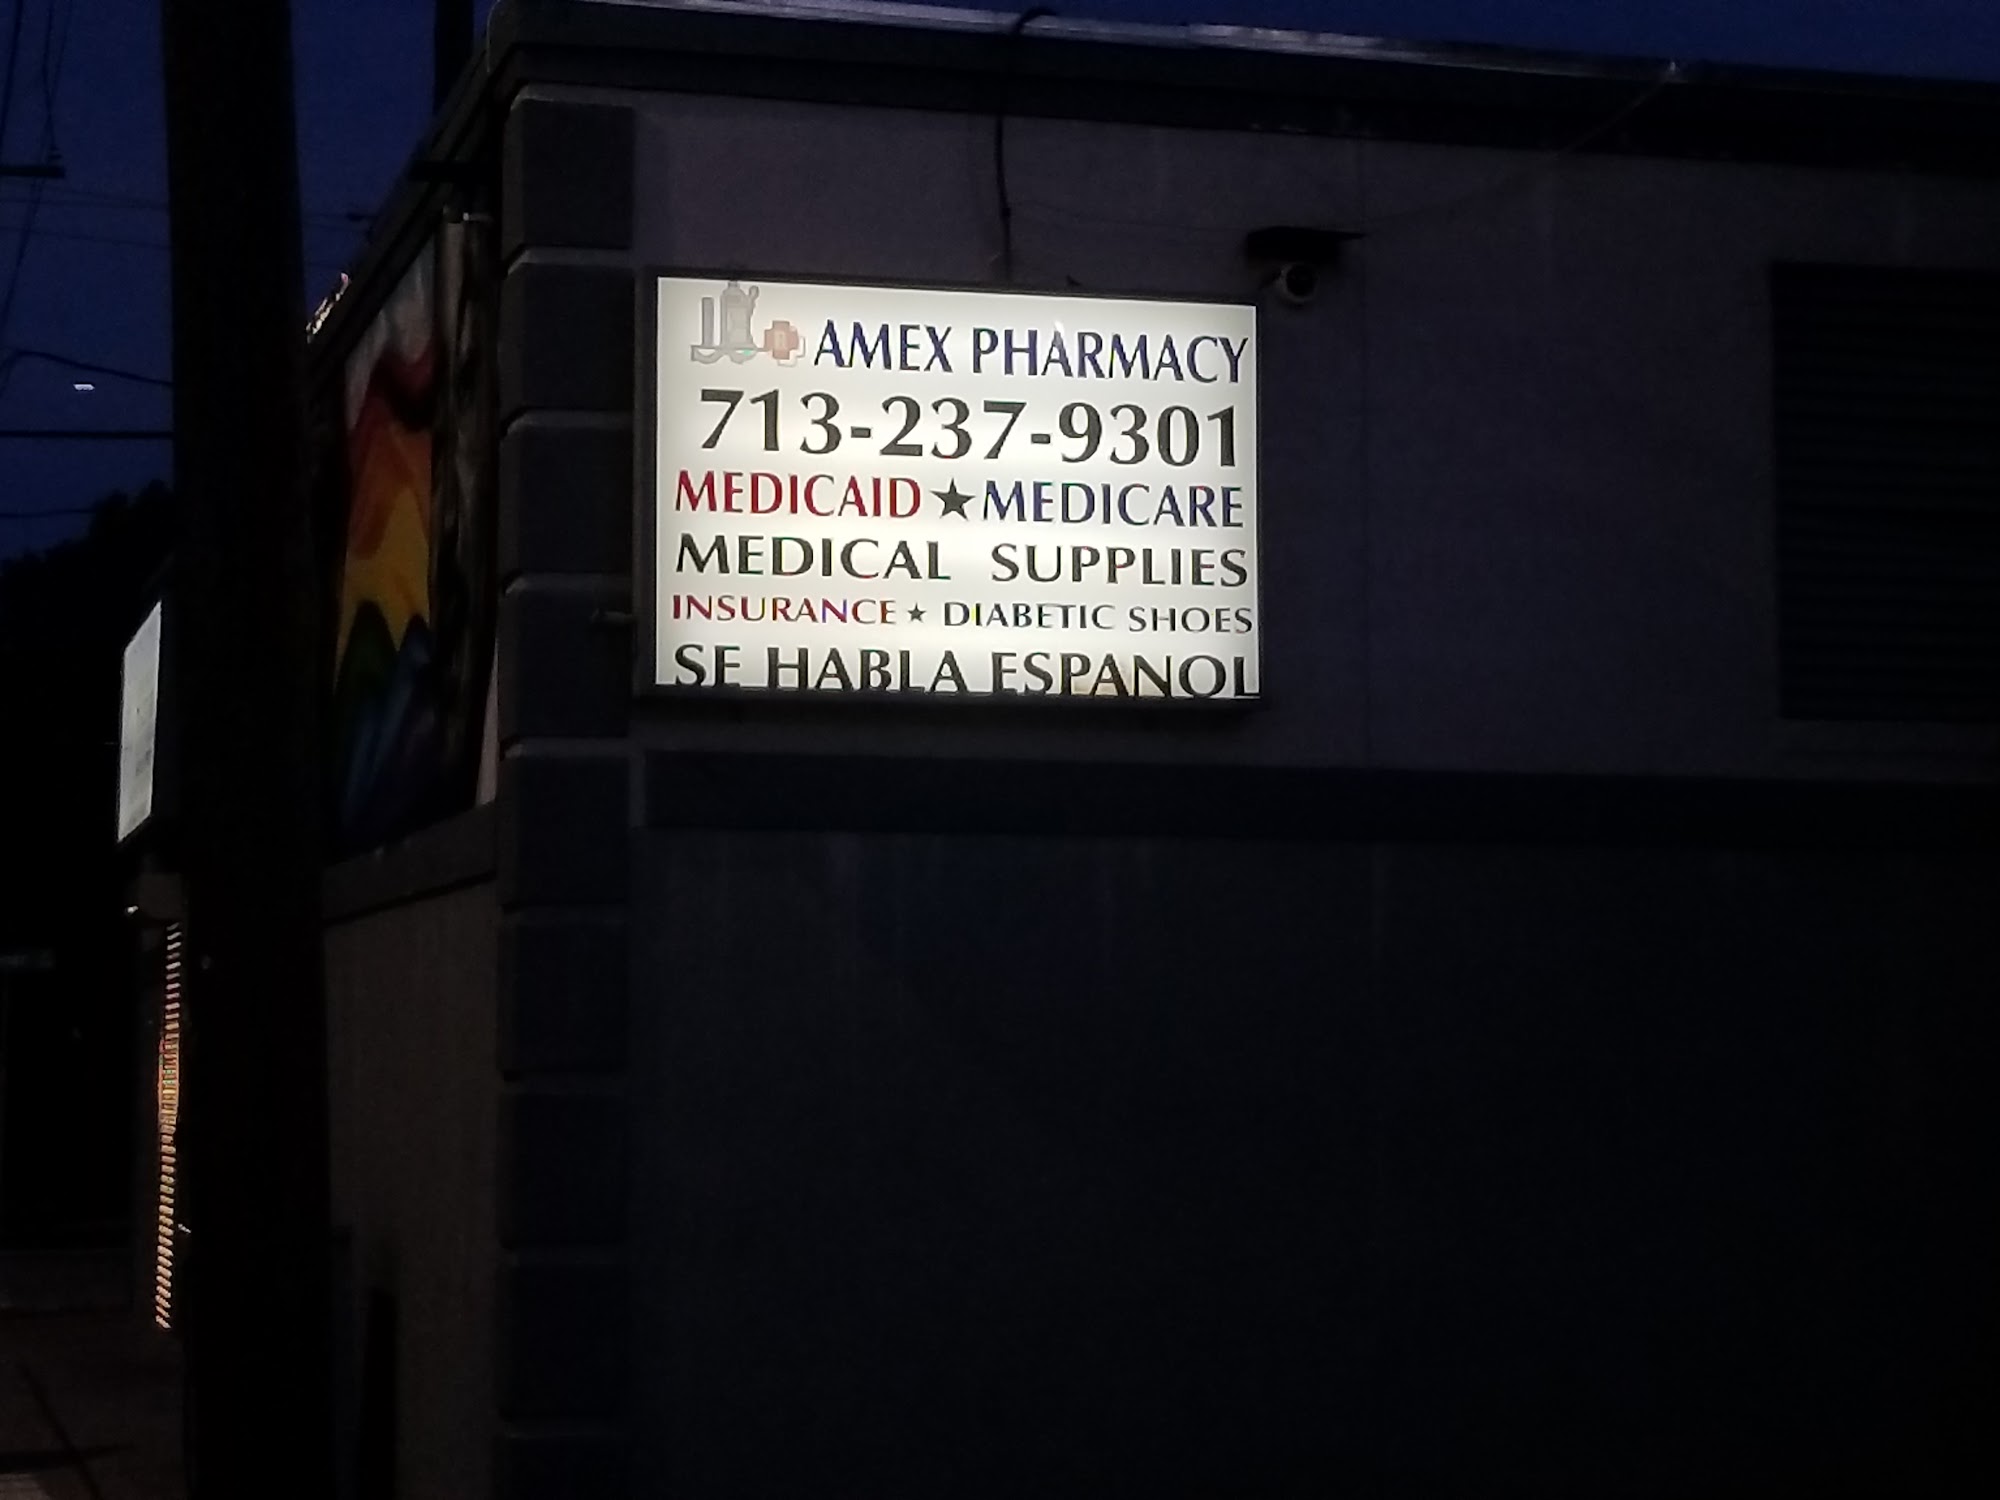 AMEX PHARMACY
713-237-9301
MEDICAID ★ MEDICARE
MEDICAL SUPPLIES
INSURANCE ★ DIABETIC SHOES
SE HABLA ESPANOL